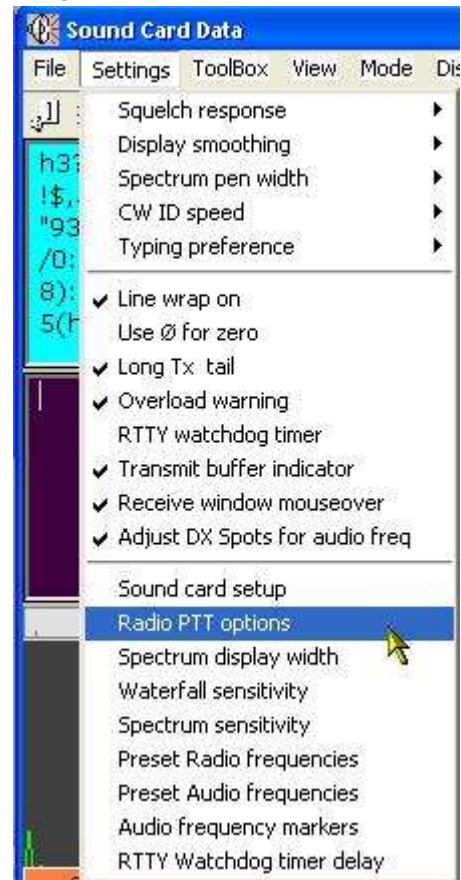 Sound Card Data
File Settings ToolBox View Mode
Squelch response
Display smoothing
Spectrum pen width
CW ID speed
Typing preference
Line wrap on
Use Ø for zero
Long Tx tail
Overload warning
RTTY watchdog timer
Transmit buffer indicator
Receive window mouseover
Adjust DX Spots for audio freq
Sound card setup
Radio PTT options
Spectrum display width
Waterfall sensitivity
Spectrum sensitivity
Preset Radio frequencies
Preset Audio frequencies
Audio frequency markers
RTTY Watchdog timer delay